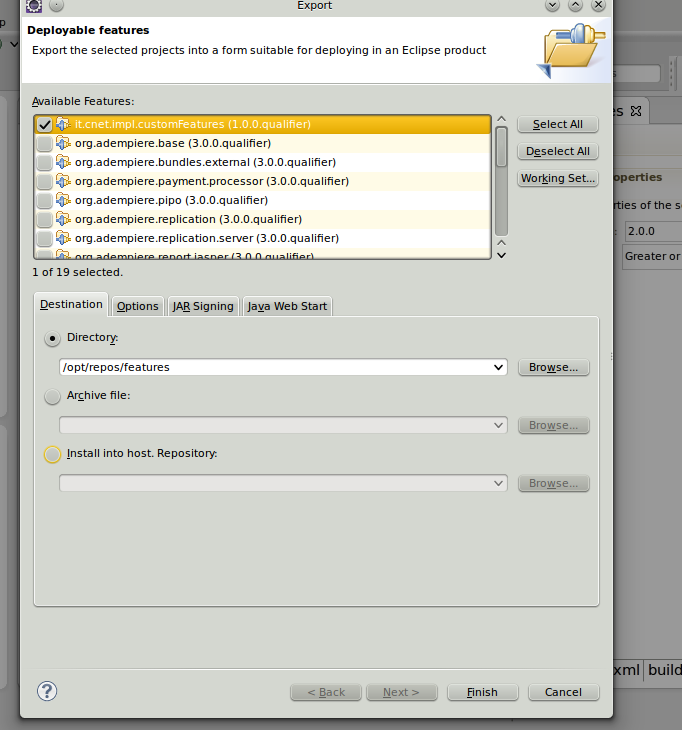 Export
Deployable features
Export the selected projects into a form suitable for deploying in an Eclipse product
Available Features:
it.cnet.impl.customFeatures (1.0.0.qualifier)
org.adempiere.base (3.0.0.qualifier)
org.adempiere.bundles.external (3.0.0.qualifier)
org.adempiere.payment.processor (3.0.0.qualifier)
org.adempiere.pipo (3.0.0.qualifier)
org.adempiere.replication (3.0.0.qualifier)
org.adempiere.replication.server (3.0.0.qualifier)
org.adempiere.report.jasper (3.0.0.qualifier)
Select All
Deselect All
Working Set...
1 of 19 selected.
Destination
Options
JAR Signing
Java Web Start
Directory:
/opt/repos/features
Browse...
Archive file:
Browse...
Install into host. Repository:
Browse...
?
< Back
Next >
Finish
Cancel
p
s
es
operties
rties of the s
: 2.0.0
Greater or
xml
build